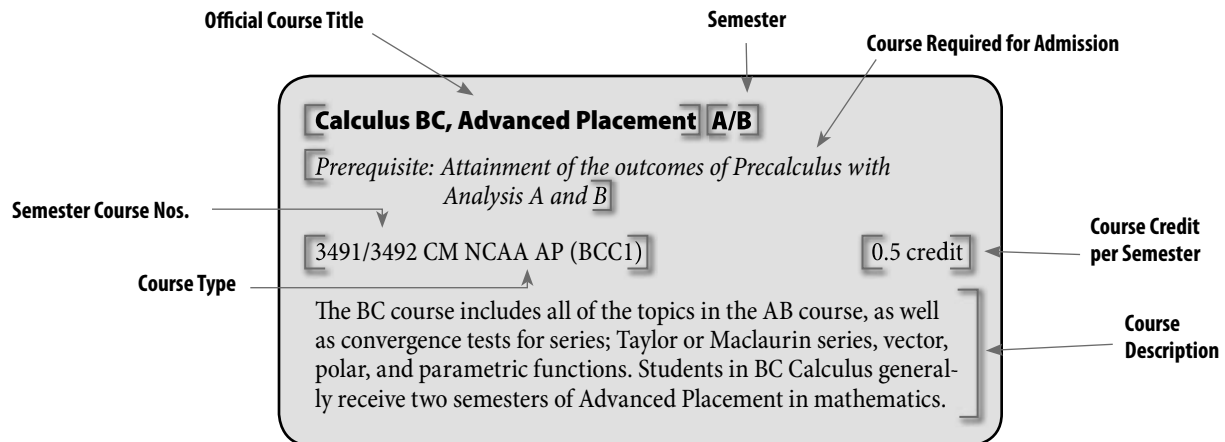 Official Course Title
Semester
Course Required for Admission
Calculus BC, Advanced Placement A/B
Prerequisite: Attainment of the outcomes of Precalculus with
Analysis A and B
Semester Course Nos.
3491/3492 CM NCAA AP (BCC1)
0.5 credit
Course Credit
per Semester
Course Type
The BC course includes all of the topics in the AB course, as well
as convergence tests for series; Taylor or Maclaurin series, vector,
polar, and parametric functions. Students in BC Calculus general-
ly receive two semesters of Advanced Placement in mathematics.
Course
Description